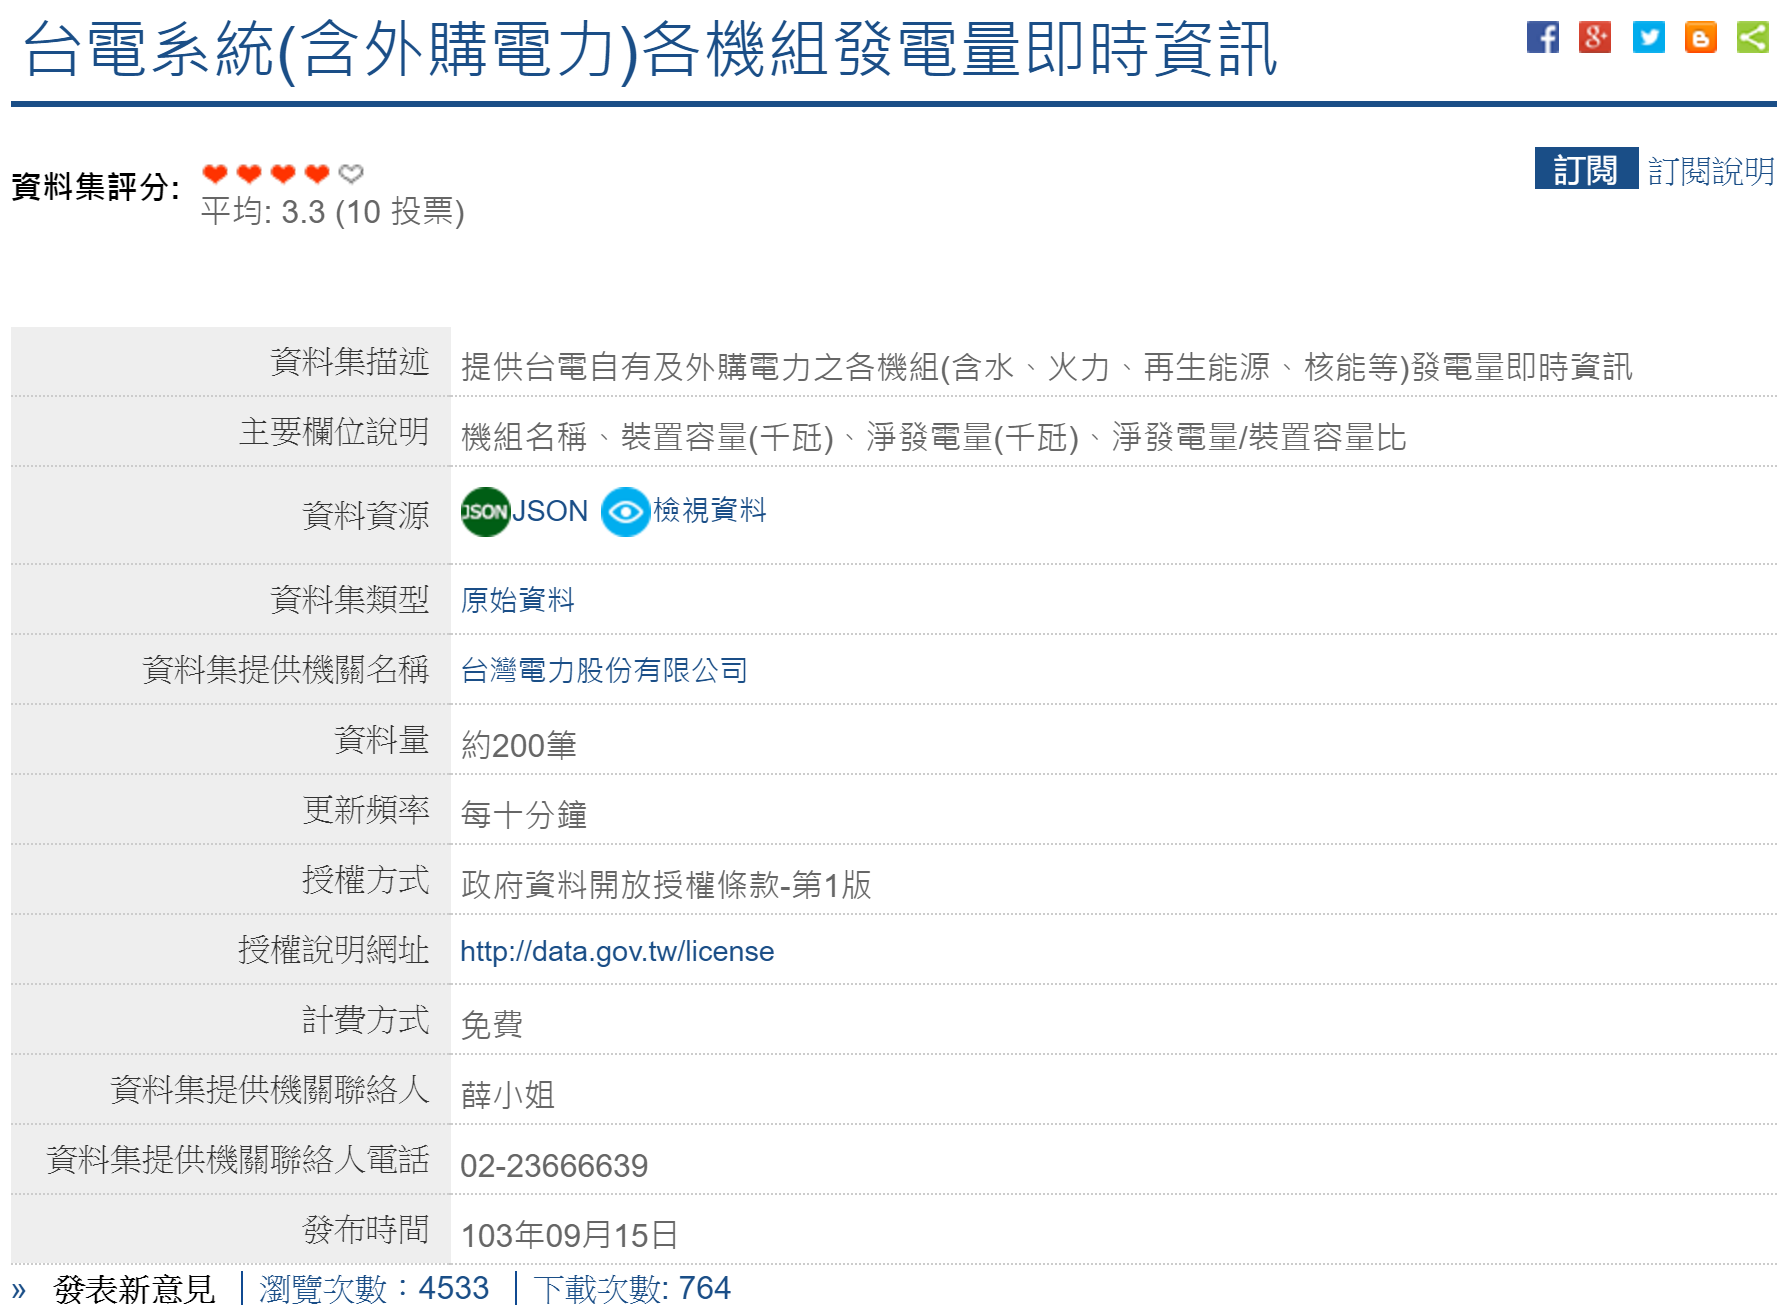 台電系統(含外購電力)各機組發電量即時資訊
資料集評分:
平均: 3.3 (10 投票)
訂閱 訂閱說明
資料集描述 提供台電自有及外購電力之各機組(含水、火力、再生能源、核能等)發電量即時資訊
主要欄位說明 機組名稱、裝置容量(千瓩)、淨發電量(千瓩)、淨發電量/裝置容量比
資料資源 JSON JSON 檢視資料
資料集類型 原始資料
資料集提供機關名稱 台灣電力股份有限公司
資料量 約200筆
更新頻率 每十分鐘
授權方式 政府資料開放授權條款-第1版
授權說明網址 http://data.gov.tw/license
計費方式 免費
資料集提供機關聯絡人 薛小姐
資料集提供機關聯絡人電話 02-23666639
發布時間 103年09月15日
» 發表新意見 | 瀏覽次數：4533 | 下載次數: 764